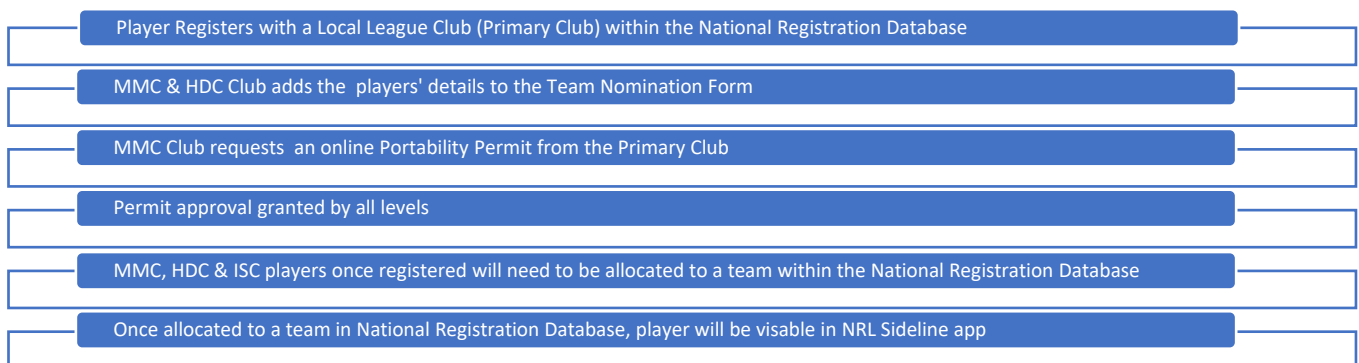 Player Registers with a Local League Club (Primary Club) within the National Registration Database
MMC & HDC Club adds the players' details to the Team Nomination Form
MMC Club requests an online Portability Permit from the Primary Club
Permit approval granted by all levels
MMC, HDC & ISC players once registered will need to be allocated to a team within the National Registration Database
Once allocated to a team in National Registration Database, player will be visable in NRL Sideline app